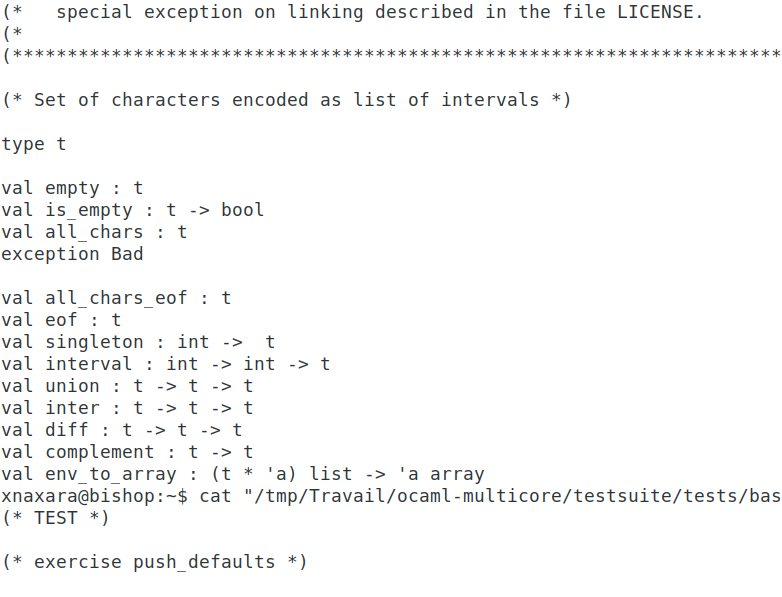 (*   special exception on linking described in the file LICENSE.
(*
(**********************************************************************
(* Set of characters encoded as list of intervals *)
type t
val empty : t
val is_empty : t -> bool
val all_chars : t
exception Bad
val all_chars_eof : t
val eof : t
val singleton : int ->  t
val interval : int -> int -> t
val union : t -> t -> t
val inter : t -> t -> t
val diff : t -> t -> t
val complement : t -> t
val env_to_array : (t * 'a) list -> 'a array
xnaxara@bishop:~$ cat "/tmp/Travail/ocaml-multicore/testsuite/tests/bas
(* TEST *)
(* exercise push_defaults *)